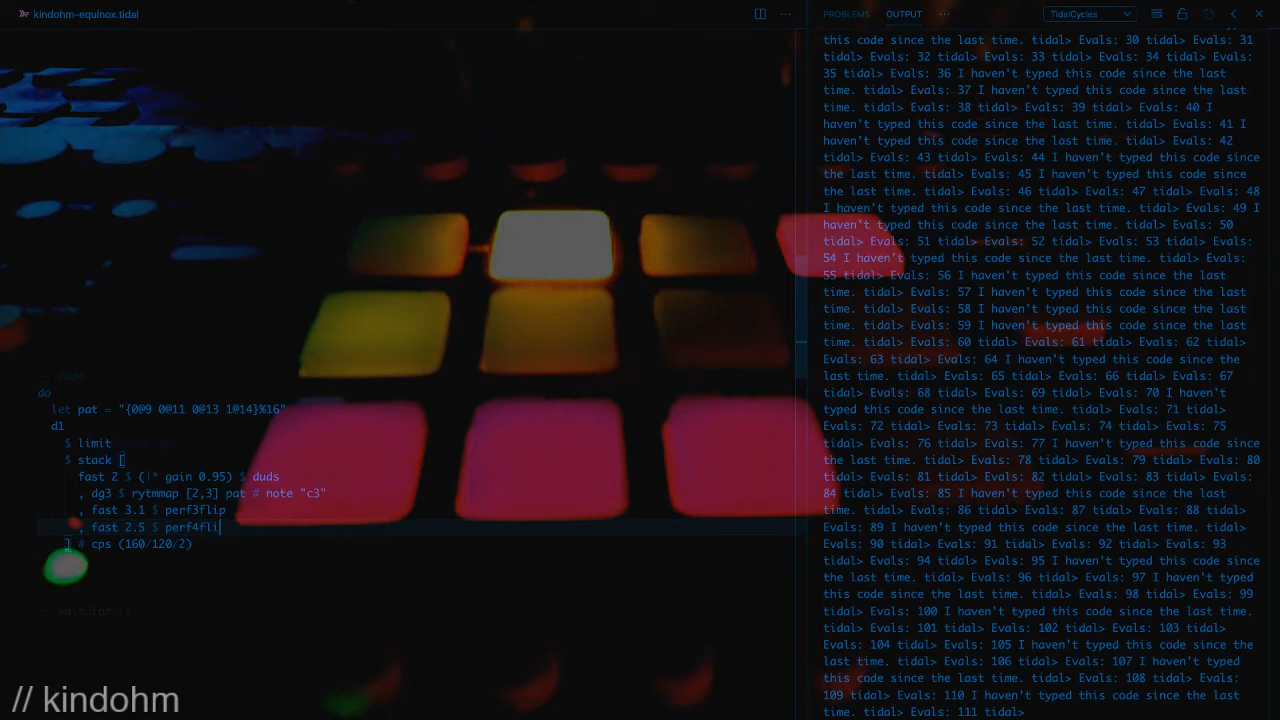 kindohm-equinox.tidal
-- duds
do
let pat = "{0@9 0@11 0@13 1@14}%16"
d1
$ limit
$ stack [
fast 2 $ (|* gain 0.95) $ duds
, dg3 $ rytmmap [2,3] pat # note "c3"
, fast 3.1 $ perf3flip
, fast 2.5 $ perf4fli
] # cps (160/120/2)
-- wait for it
// kindohm
PROBLEMS OUTPUT ···
TidalCycles
this code since the last time. tidal> Evals: 30 tidal> Evals: 31
tidal> Evals: 32 tidal> Evals: 33 tidal> Evals: 34 tidal> Evals:
35 tidal> Evals: 36 I haven't typed this code since the last
time. tidal> Evals: 37 I haven't typed this code since the last
time. tidal> Evals: 38 tidal> Evals: 39 tidal> Evals: 40 I
haven't typed this code since the last time. tidal> Evals: 41 I
haven't typed this code since the last time. tidal> Evals: 42
tidal> Evals: 43 tidal> Evals: 44 I haven't typed this code since
the last time. tidal> Evals: 45 I haven't typed this code since
the last time. tidal> Evals: 46 tidal> Evals: 47 tidal> Evals: 48
I haven't typed this code since the last time. tidal> Evals: 49 I
haven't typed this code since the last time. tidal> Evals: 50
tidal> Evals: 51 tidal> Evals: 52 tidal> Evals: 53 tidal> Evals:
54 I haven't typed this code since the last time. tidal> Evals:
55 tidal> Evals: 56 I haven't typed this code since the last
time. tidal> Evals: 57 I haven't typed this code since the last
time. tidal> Evals: 58 I haven't typed this code since the last
time. tidal> Evals: 59 I haven't typed this code since the last
time. tidal> Evals: 60 tidal> Evals: 61 tidal> Evals: 62 tidal>
Evals: 63 tidal> Evals: 64 I haven't typed this code since the
last time. tidal> Evals: 65 tidal> Evals: 66 tidal> Evals: 67
tidal> Evals: 68 tidal> Evals: 69 tidal> Evals: 70 I haven't
typed this code since the last time. tidal> Evals: 71 tidal>
Evals: 72 tidal> Evals: 73 tidal> Evals: 74 tidal> Evals: 75
tidal> Evals: 76 tidal> Evals: 77 I haven't typed this code since
the last time. tidal> Evals: 78 tidal> Evals: 79 tidal> Evals: 80
tidal> Evals: 81 tidal> Evals: 82 tidal> Evals: 83 tidal> Evals:
84 tidal> Evals: 85 I haven't typed this code since the last
time. tidal> Evals: 86 tidal> Evals: 87 tidal> Evals: 88 tidal>
Evals: 89 I haven't typed this code since the last time. tidal>
Evals: 90 tidal> Evals: 91 tidal> Evals: 92 tidal> Evals: 93
tidal> Evals: 94 tidal> Evals: 95 I haven't typed this code since
the last time. tidal> Evals: 96 tidal> Evals: 97 I haven't typed
this code since the last time. tidal> Evals: 98 tidal> Evals: 99
tidal> Evals: 100 I haven't typed this code since the last time.
tidal> Evals: 101 tidal> Evals: 102 tidal> Evals: 103 tidal>
Evals: 104 tidal> Evals: 105 I haven't typed this code since the
last time. tidal> Evals: 106 tidal> Evals: 107 I haven't typed
this code since the last time. tidal> Evals: 108 tidal> Evals:
109 tidal> Evals: 110 I haven't typed this code since the last
time. tidal> Evals: 111 tidal>